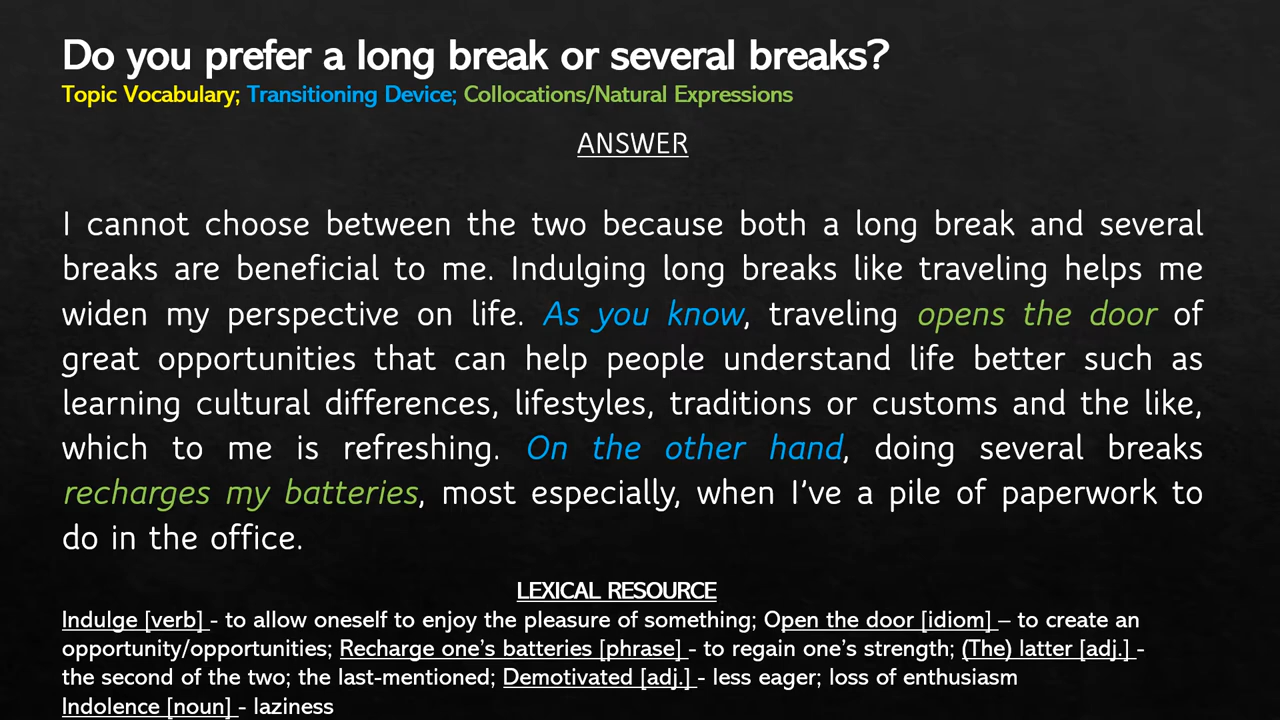 Do you prefer a long break or several breaks?
Topic Vocabulary; Transitioning Device; Collocations/Natural Expressions
ANSWER
I cannot choose between the two because both a long break and several
breaks are beneficial to me. Indulging long breaks like traveling helps me
widen my perspective on life. As you know, traveling opens the door of
great opportunities that can help people understand life better such as
learning cultural differences, lifestyles, traditions or customs and the like,
which to me is refreshing. On the other hand, doing several breaks
recharges my batteries, most especially, when I’ve a pile of paperwork to
do in the office.
LEXICAL RESOURCE
Indulge [verb] - to allow oneself to enjoy the pleasure of something; Open the door [idiom] – to create an
opportunity/opportunities; Recharge one’s batteries [phrase] - to regain one’s strength; (The) latter [adj.] -
the second of the two; the last-mentioned; Demotivated [adj.] - less eager; loss of enthusiasm
Indolence [noun] - laziness